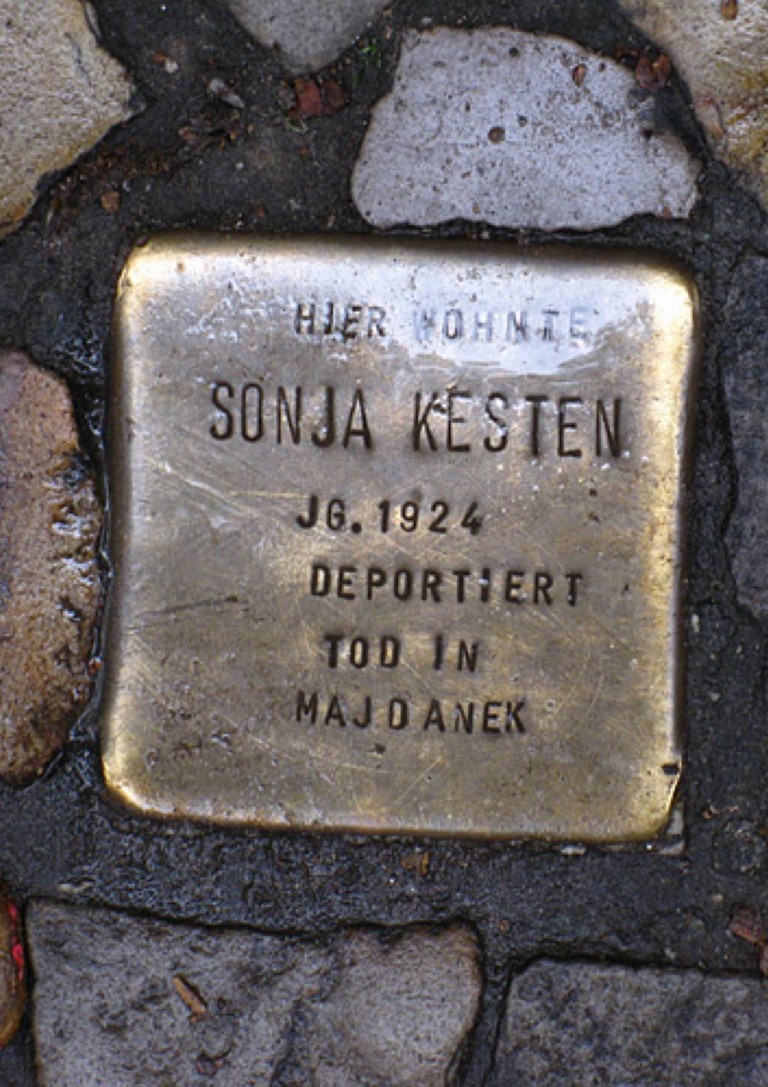 HIER WOHNTE
SONJA KESTEN
JG. 1924
DEPORTIERT
TOD IN
MAJDANEK